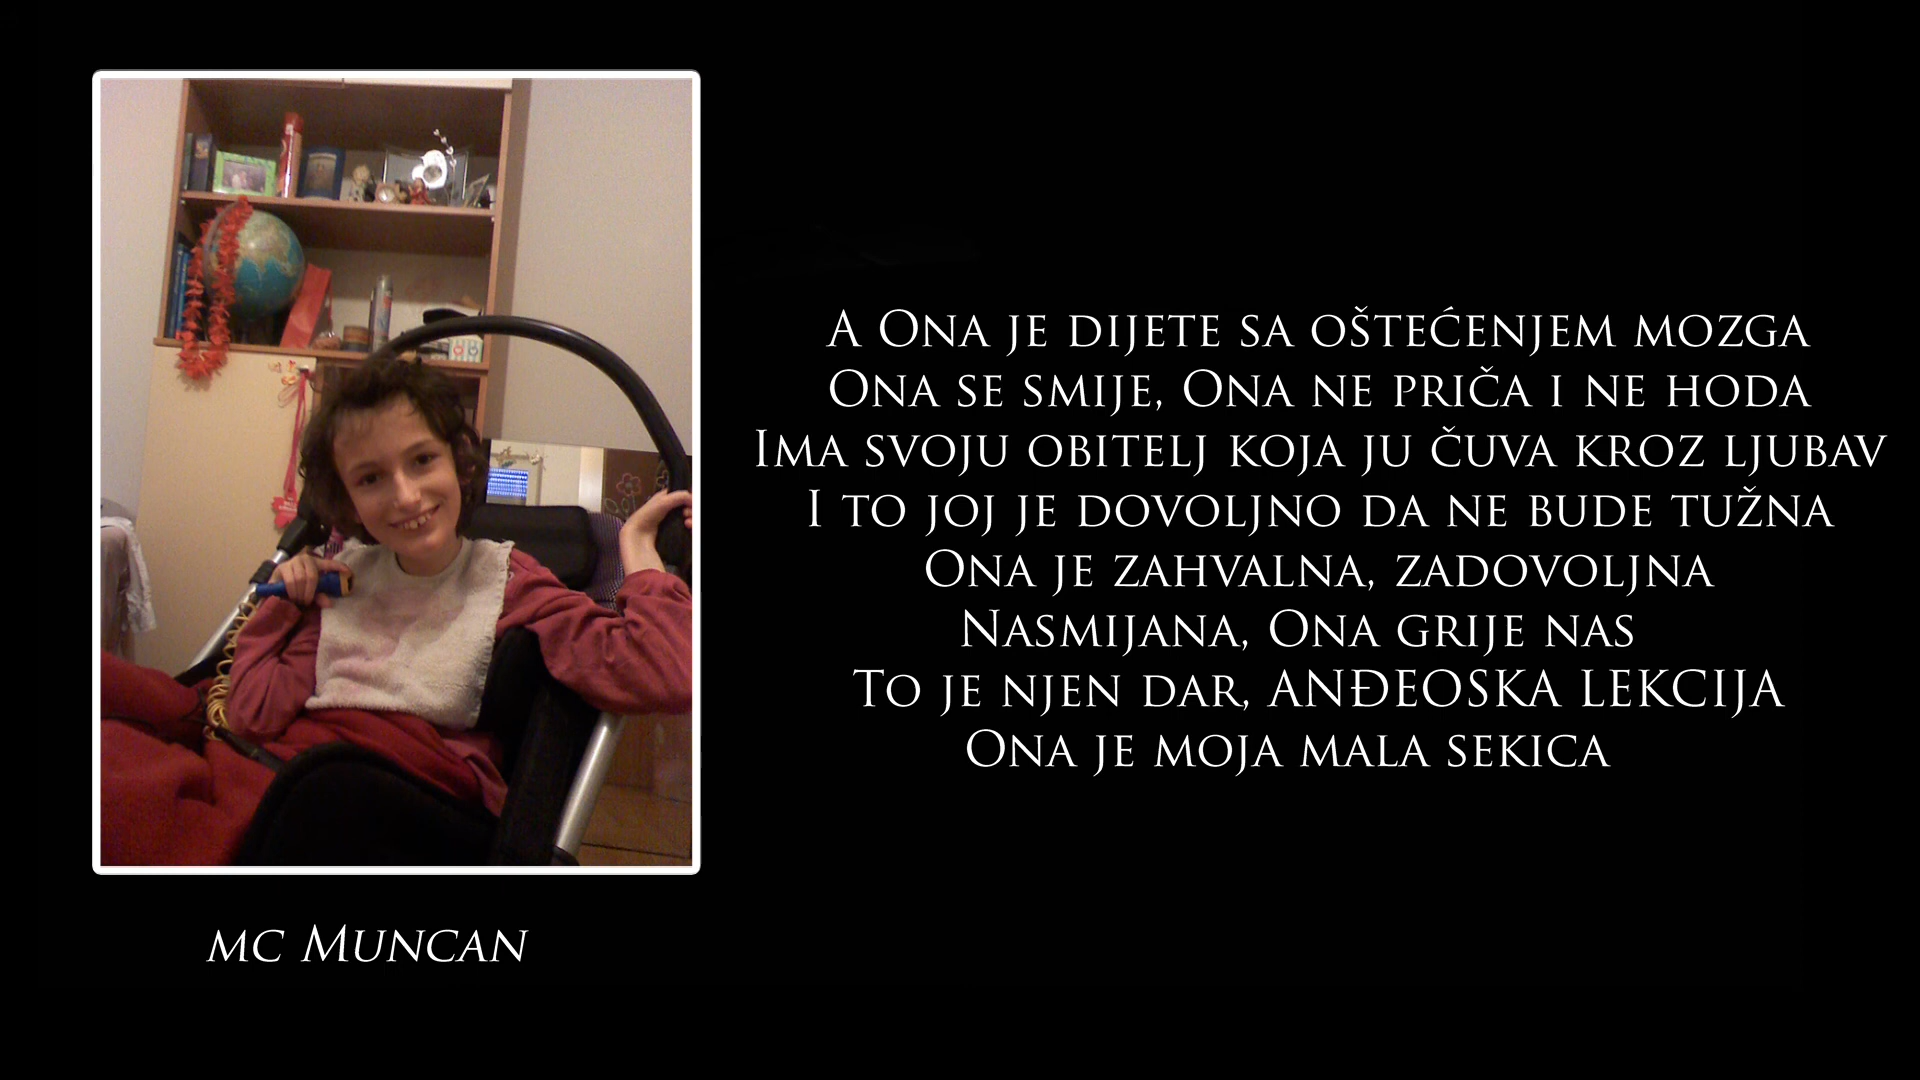 A Ona je dijete sa oštećenjem mozga
Ona se smije, Ona ne priča i ne hoda
Ima svoju obitelj koja ju čuva kroz ljubav
I to joj je dovoljno da ne bude tužna
Ona je zahvalna, zadovoljna
Nasmijana, Ona grije nas
To je njen dar, ANĐEOSKA LEKCIJA
Ona je moja mala sekica
mc Muncan